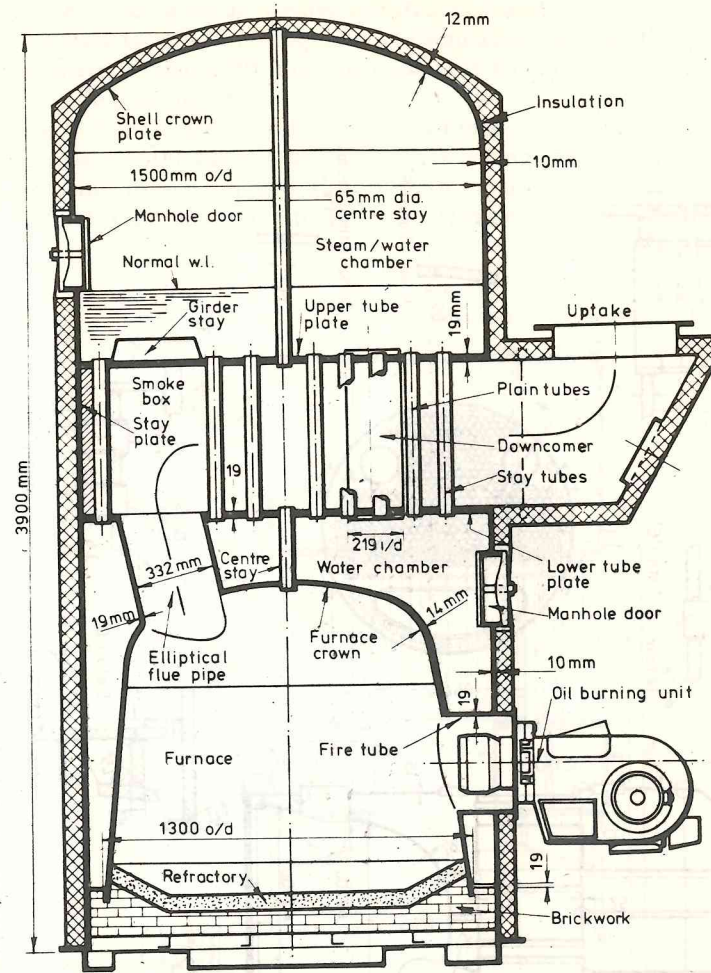 12mm
Shell crown
plate
Insulation
1500mm o/d
10mm
Manhole door
65mm dia.
centre stay
Steam/water
chamber
Normal w.l.
Girder
stay
Upper tube
plate
19mm
Uptake
Smoke
box
Stay
plate
Plain tubes
Downcomer
19
Stay tubes
3900 mm
332 mm
Centre
stay
219 i/d
Water chamber
Lower tube
plate
19mm
14mm
Manhole door
Elliptical
flue pipe
Furnace
crown
10mm
19
Oil burning unit
Fire tube
Furnace
1300 o/d
Refractory
19
Brickwork